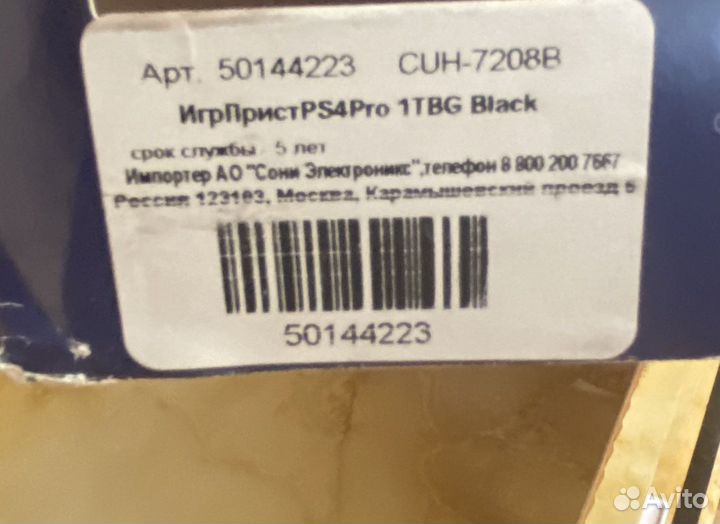 Арт. 50144223 CUH-7208B
ИгрПристPS4Pro 1TBG Black
срок службы 5 лет
Импортер АО "Сони Электроникс",телефон 8 800 200 7667
Россия 123103, Москва, Карамышевский проезд 6
50144223
Avito